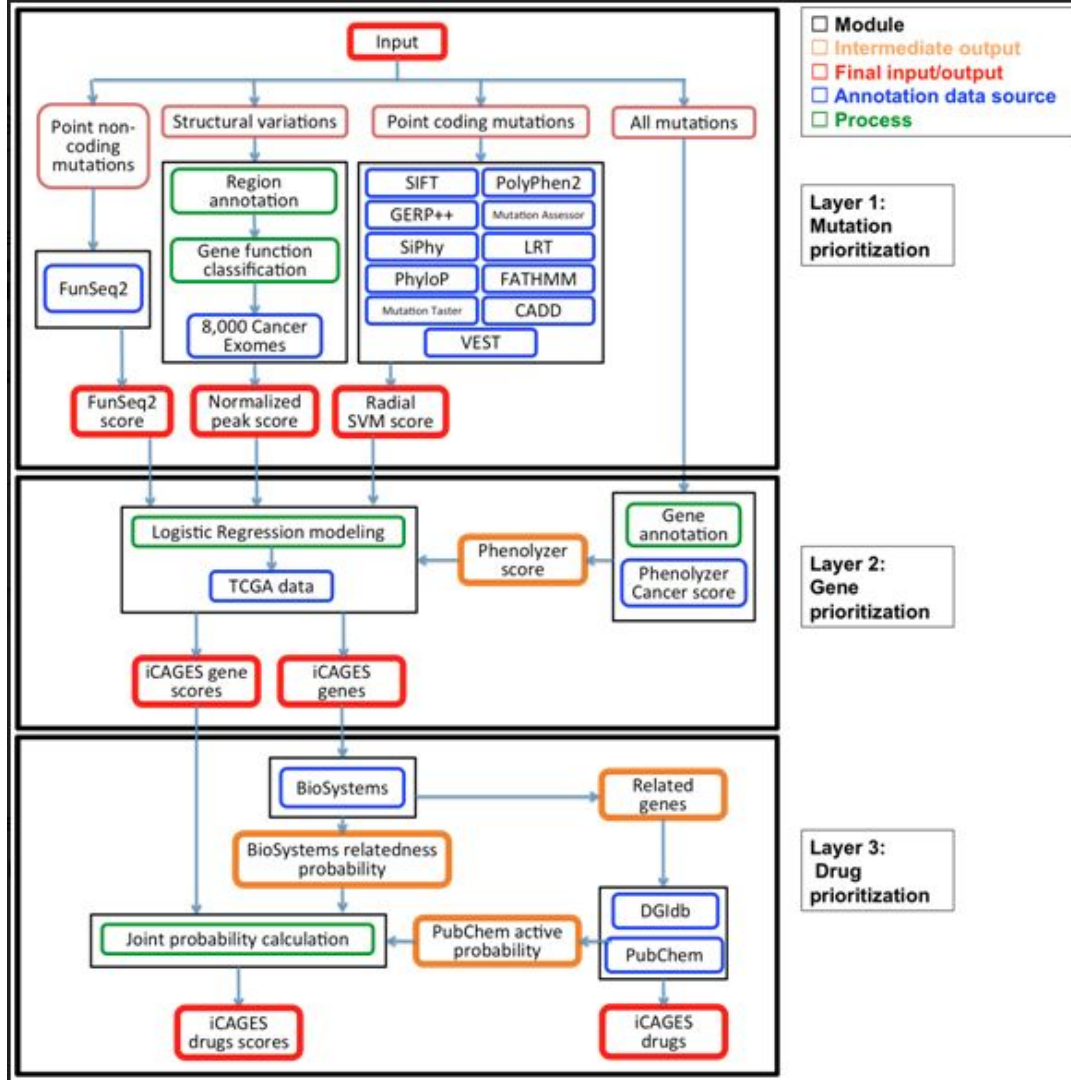 Input
Point non-
coding
mutations
Structural variations
Point coding mutations
All mutations
Region
annotation
Gene function
classification
8,000 Cancer
Exomes
FunSeq2
SIFT
PolyPhen2
GERP++
Mutation Assessor
SiPhy
LRT
PhyloP
FATHMM
Mutation Taster
CADD
VEST
FunSeq2
score
Normalized
peak score
Radial
SVM score
Logistic Regression modeling
TCGA data
Phenolyzer
score
Gene
annotation
Phenolyzer
Cancer score
iCAGES gene
scores
iCAGES
genes
BioSystems
Related
genes
BioSystems relatedness
probability
DGIdb
PubChem
Joint probability calculation
PubChem active
probability
iCAGES
drugs scores
iCAGES
drugs
Module
Intermediate output
Final input/output
Annotation data source
Process
Layer 1:
Mutation
prioritization
Layer 2:
Gene
prioritization
Layer 3:
Drug
prioritization